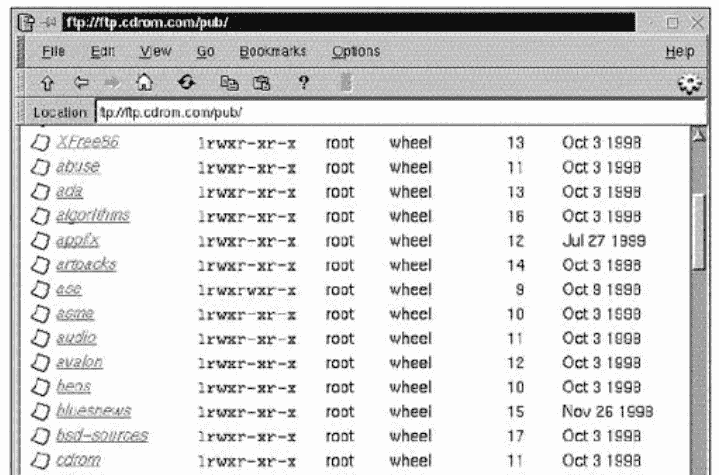 ftp://ftp.cdrom.com/pub/
File Edit View Go Bookmarks Options Help
?
Location ftp://ftp.cdrom.com/pub/
XFree86 lrwxr-xr-x root wheel 13 Oct 3 1998
abuse lrwxr-xr-x root wheel 11 Oct 3 1998
ada lrwxr-xr-x root wheel 13 Oct 3 1998
algorithms lrwxr-xr-x root wheel 16 Oct 3 1998
appfx lrwxr-xr-x root wheel 12 Jul 27 1999
artpacks lrwxr-xr-x root wheel 14 Oct 3 1998
ase lrwxrwxr-x root wheel 9 Oct 9 1998
asme lrwxr-xr-x root wheel 10 Oct 3 1998
audio lrwxr-xr-x root wheel 11 Oct 3 1998
avalon lrwxr-xr-x root wheel 12 Oct 3 1998
beos lrwxr-xr-x root wheel 10 Oct 3 1998
bluesnews lrwxr-xr-x root wheel 15 Nov 26 1998
bsd-sources lrwxr-xr-x root wheel 17 Oct 3 1998
cdrom lrwxr-xr-x root wheel 11 Oct 3 1998